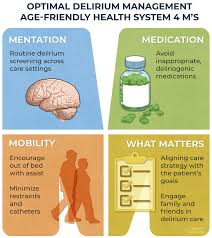 OPTIMAL DELIRIUM MANAGEMENT
AGE-FRIENDLY HEALTH SYSTEM 4 M'S
MENTATION
Routine delirium
screening across
care settings
MEDICATION
Avoid
inappropriate,
deliriogenic
medications
MOBILITY
Encourage out
of bed with
assist
Minimize
restraints and
catheters
WHAT MATTERS
Aligning care
strategy with the
patient's goals
Engage family
and friends in
delirium care